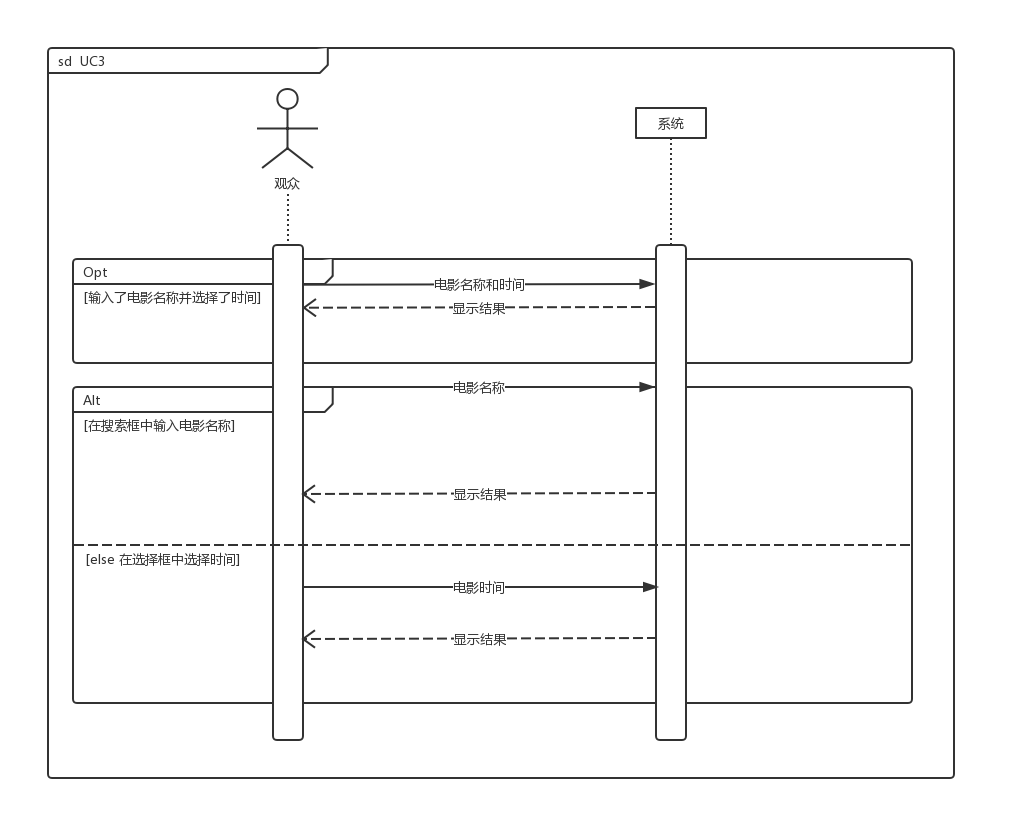 sd UC3
系统
观众
Opt
[输入了电影名称并选择了时间]
电影名称和时间
显示结果
电影名称
Alt
[在搜索框中输入电影名称]
显示结果
[else 在选择框中选择时间]
电影时间
显示结果